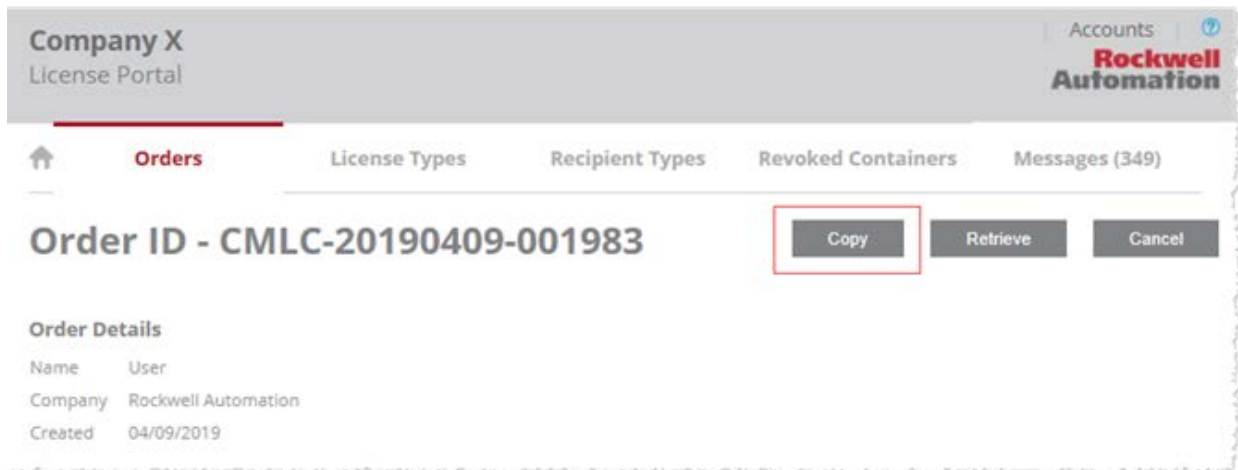 Company X
License Portal
Accounts
Rockwell
Automation
Orders License Types Recipient Types Revoked Containers Messages (349)
Order ID - CMLC-20190409-001983
Copy Retrieve Cancel
Order Details
Name User
Company Rockwell Automation
Created 04/09/2019